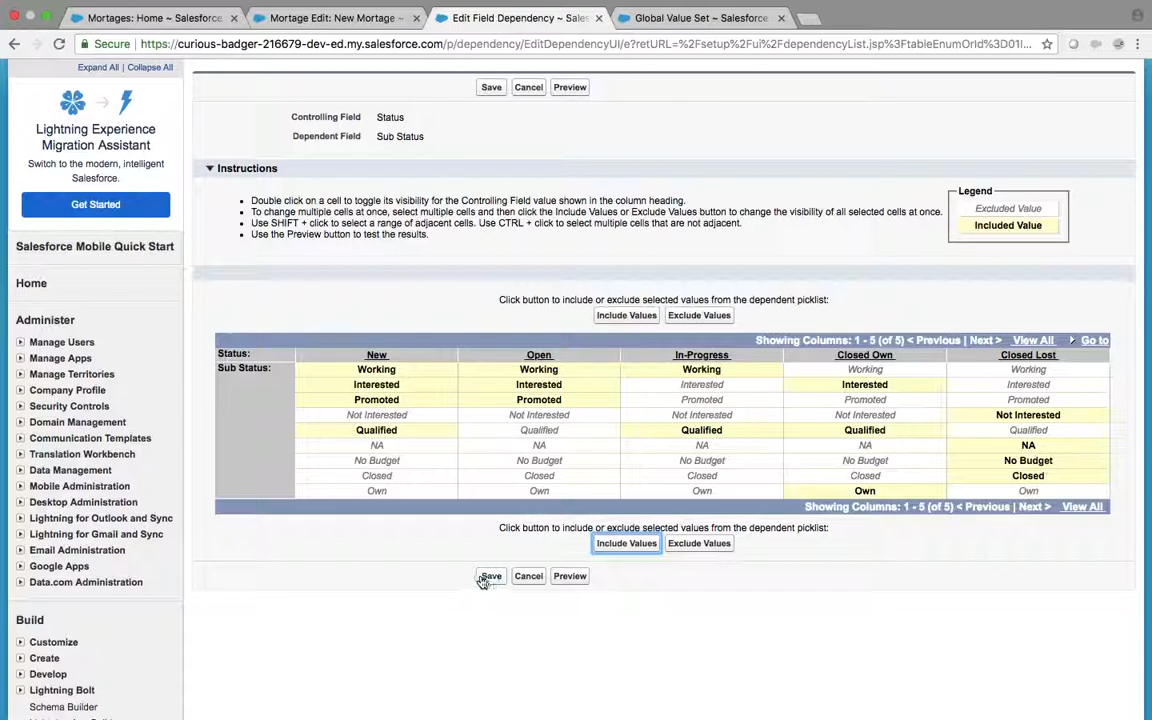 Mortages: Home ~ Salesforce
Mortage Edit: New Mortage ~
Edit Field Dependency ~ Sales
Global Value Set ~ Salesforce
Secure | https://curious-badger-216679-dev-ed.my.salesforce.com/p/dependency/EditDependencyUI/e?retURL=%2Fsetup%2Fui%2FdependencyList.jsp%3FtableEnumOrId%3D01I...
Expand All | Collapse All
Lightning Experience
Migration Assistant
Switch to the modern, intelligent
Salesforce.
Get Started
Salesforce Mobile Quick Start
Home
Administer
Manage Users
Manage Apps
Manage Territories
Company Profile
Security Controls
Domain Management
Communication Templates
Translation Workbench
Data Management
Mobile Administration
Desktop Administration
Lightning for Outlook and Sync
Lightning for Gmail and Sync
Email Administration
Google Apps
Data.com Administration
Build
Customize
Create
Develop
Lightning Bolt
Schema Builder
Save Cancel Preview
Controlling Field Status
Dependent Field Sub Status
Instructions
• Double click on a cell to toggle its visibility for the Controlling Field value shown in the column heading.
• To change multiple cells at once, select multiple cells and then click the Include Values or Exclude Values button to change the visibility of all selected cells at once.
• Use SHIFT + click to select a range of adjacent cells. Use CTRL + click to select multiple cells that are not adjacent.
• Use the Preview button to test the results.
Legend
Excluded Value
Included Value
Click button to include or exclude selected values from the dependent picklist:
Include Values Exclude Values
Showing Columns: 1 - 5 (of 5) < Previous | Next > View All Go to
Status: New Open In-Progress Closed Own Closed Lost
Sub Status: Working Working Working Working Working
Interested Interested Interested Interested Interested
Promoted Promoted Promoted Promoted Promoted
Not Interested Not Interested Not Interested Not Interested Not Interested
Qualified Qualified Qualified Qualified Qualified
NA NA NA NA NA
No Budget No Budget No Budget No Budget No Budget
Closed Closed Closed Closed Closed
Own Own Own Own Own
Showing Columns: 1 - 5 (of 5) < Previous | Next > View All
Click button to include or exclude selected values from the dependent picklist:
Include Values Exclude Values
Save Cancel Preview